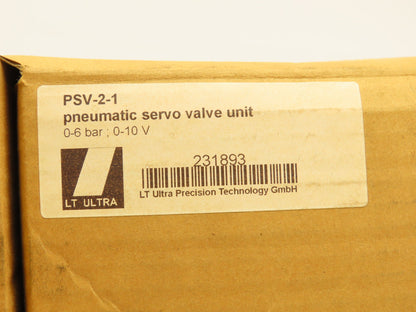 PSV-2-1
pneumatic servo valve unit
0-6 bar ; 0-10 V
231893
LT ULTRA
LT Ultra Precision Technology GmbH